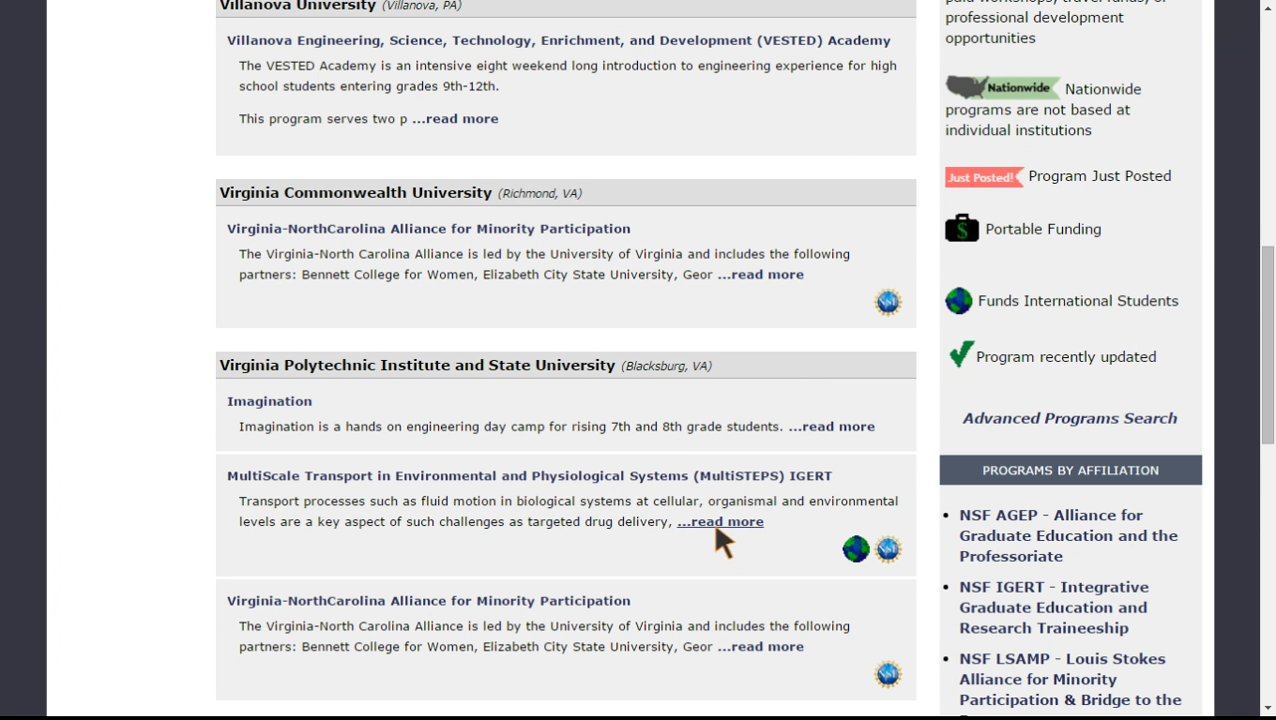 Villanova University (Villanova, PA)
Villanova Engineering, Science, Technology, Enrichment, and Development (VESTED) Academy
The VESTED Academy is an intensive eight weekend long introduction to engineering experience for high
school students entering grades 9th-12th.
This program serves two p ...read more
Virginia Commonwealth University (Richmond, VA)
Virginia-NorthCarolina Alliance for Minority Participation
The Virginia-North Carolina Alliance is led by the University of Virginia and includes the following
partners: Bennett College for Women, Elizabeth City State University, Geor ...read more
NSF
Virginia Polytechnic Institute and State University (Blacksburg, VA)
Imagination
Imagination is a hands on engineering day camp for rising 7th and 8th grade students. ...read more
MultiScale Transport in Environmental and Physiological Systems (MultiSTEPS) IGERT
Transport processes such as fluid motion in biological systems at cellular, organismal and environmental
levels are a key aspect of such challenges as targeted drug delivery, ...read more
NSF
Virginia-NorthCarolina Alliance for Minority Participation
The Virginia-North Carolina Alliance is led by the University of Virginia and includes the following
partners: Bennett College for Women, Elizabeth City State University, Geor ...read more
NSF
professional development
opportunities
Nationwide Nationwide
programs are not based at
individual institutions
Just Posted! Program Just Posted
$ Portable Funding
Funds International Students
Program recently updated
Advanced Programs Search
PROGRAMS BY AFFILIATION
• NSF AGEP - Alliance for
Graduate Education and the
Professoriate
• NSF IGERT - Integrative
Graduate Education and
Research Traineeship
• NSF LSAMP - Louis Stokes
Alliance for Minority
Participation & Bridge to the